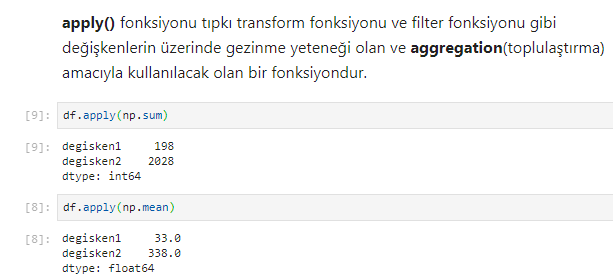 apply() fonksiyonu tıpkı transform fonksiyonu ve filter fonksiyonu gibi
değişkenlerin üzerinde gezinme yeteneği olan ve aggregation(toplulaştırma)
amacıyla kullanılacak olan bir fonksiyondur.
[9]: df.apply(np.sum)
[9]: degisken1     198
degisken2    2028
dtype: int64
[8]: df.apply(np.mean)
[8]: degisken1     33.0
degisken2    338.0
dtype: float64